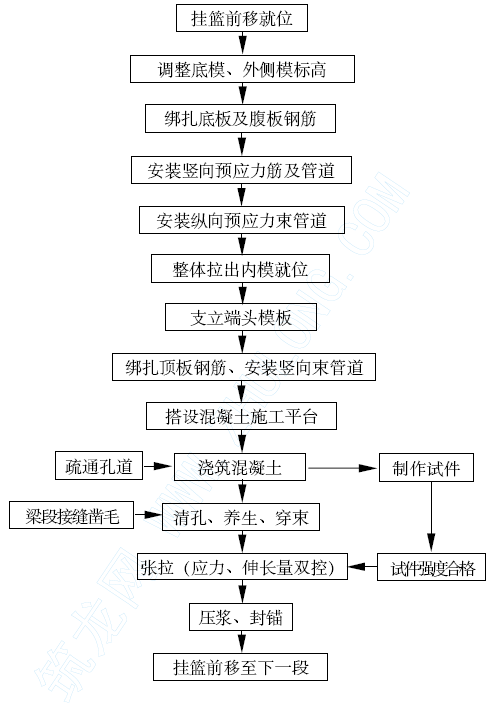 挂篮前移就位
调整底模、外侧模标高
绑扎底板及腹板钢筋
安装竖向预应力筋及管道
安装纵向预应力束管道
整体拉出内模就位
支立端头模板
绑扎顶板钢筋、安装竖向束管道
搭设混凝土施工平台
疏通孔道
浇筑混凝土
制作试件
梁段接缝凿毛
清孔、养生、穿束
张拉（应力、伸长量双控）
试件强度合格
压浆、封锚
挂篮前移至下一段